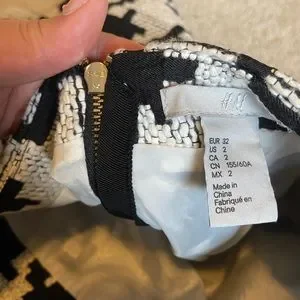 H&M
EUR 32
US 2
CA 2
CN 155/60A
MX 2
Made in
China
Fabriqué en
Chine